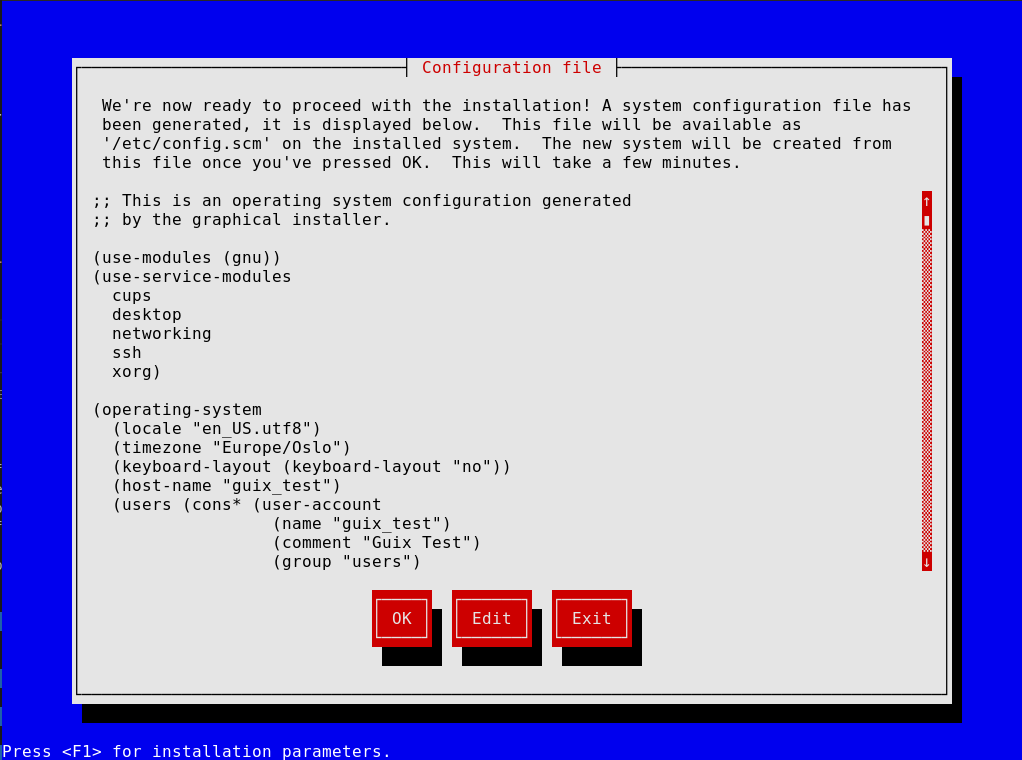 Configuration file
We're now ready to proceed with the installation! A system configuration file has
been generated, it is displayed below.  This file will be available as
'/etc/config.scm' on the installed system.  The new system will be created from
this file once you've pressed OK.  This will take a few minutes.
;; This is an operating system configuration generated
;; by the graphical installer.
(use-modules (gnu))
(use-service-modules
  cups
  desktop
  networking
  ssh
  xorg)
(operating-system
  (locale "en_US.utf8")
  (timezone "Europe/Oslo")
  (keyboard-layout (keyboard-layout "no"))
  (host-name "guix_test")
  (users (cons* (user-account
                  (name "guix_test")
                  (comment "Guix Test")
                  (group "users")
OK Edit Exit
Press <F1> for installation parameters.